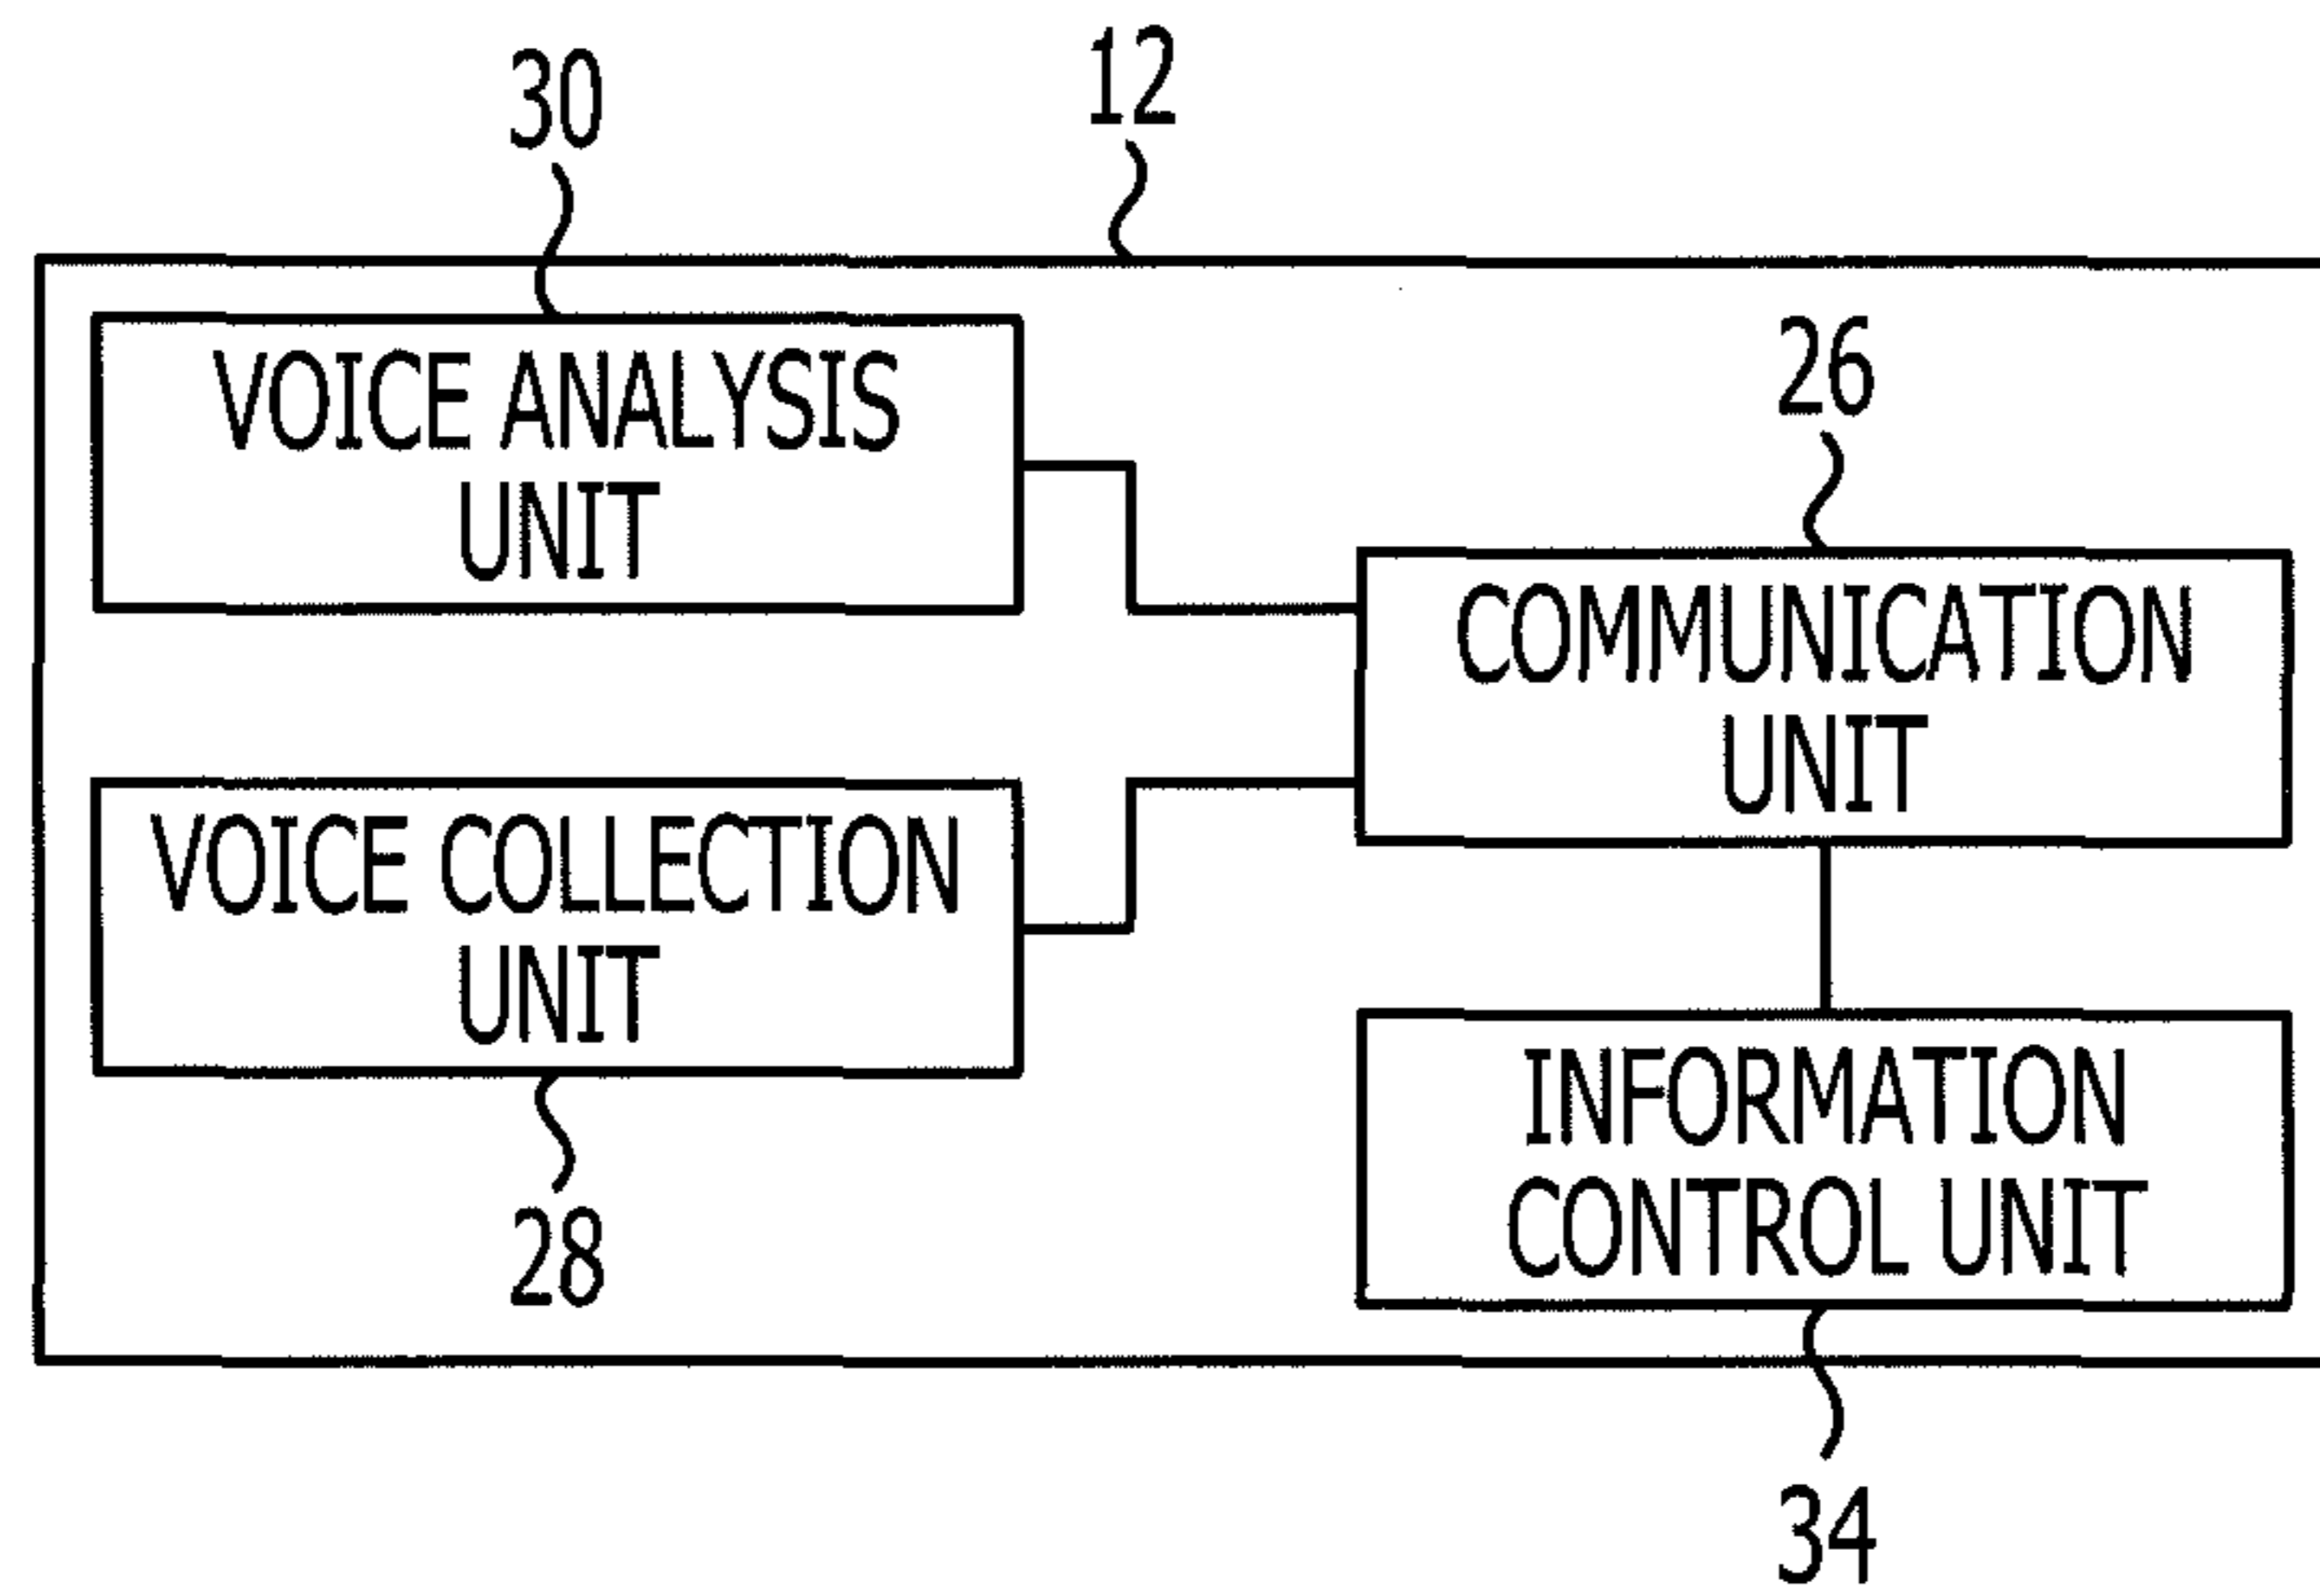 30
12
VOICE ANALYSIS
UNIT
26
COMMUNICATION
UNIT
VOICE COLLECTION
UNIT
28
INFORMATION
CONTROL UNIT
34